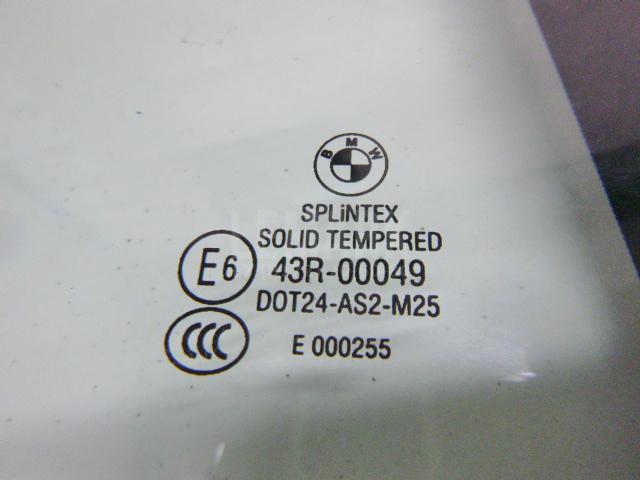 BMW
SPLiNTEX
SOLID TEMPERED
E6 43R-00049
DOT24-AS2-M25
CCC E 000255